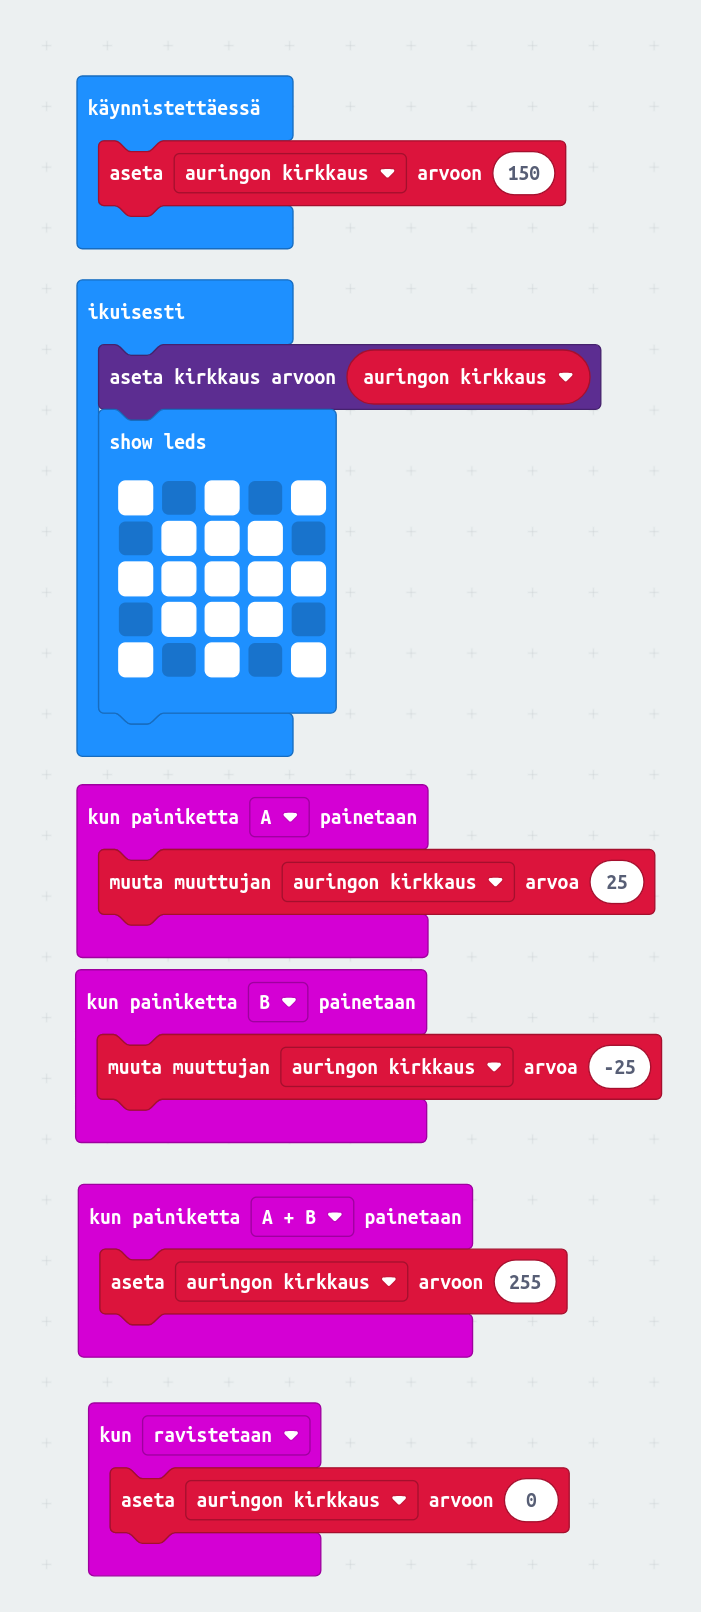 käynnistettäessä
aseta auringon kirkkaus arvoon 150
ikuisesti
aseta kirkkaus arvoon auringon kirkkaus
show leds
kun painiketta A painetaan
muuta muuttujan auringon kirkkaus arvoa 25
kun painiketta B painetaan
muuta muuttujan auringon kirkkaus arvoa -25
kun painiketta A + B painetaan
aseta auringon kirkkaus arvoon 255
kun ravistetaan
aseta auringon kirkkaus arvoon 0